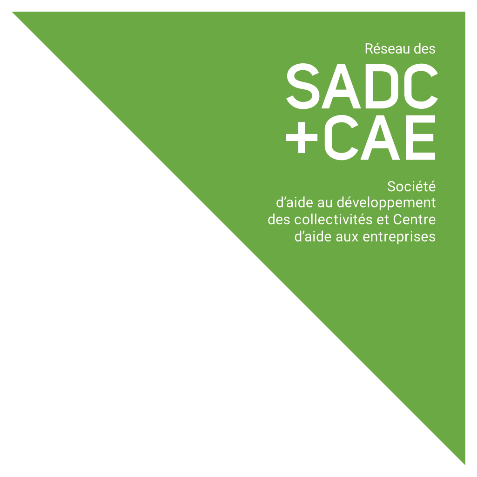 Réseau des
SADC
+CAE
Société
d’aide au développement
des collectivités et Centre
d’aide aux entreprises